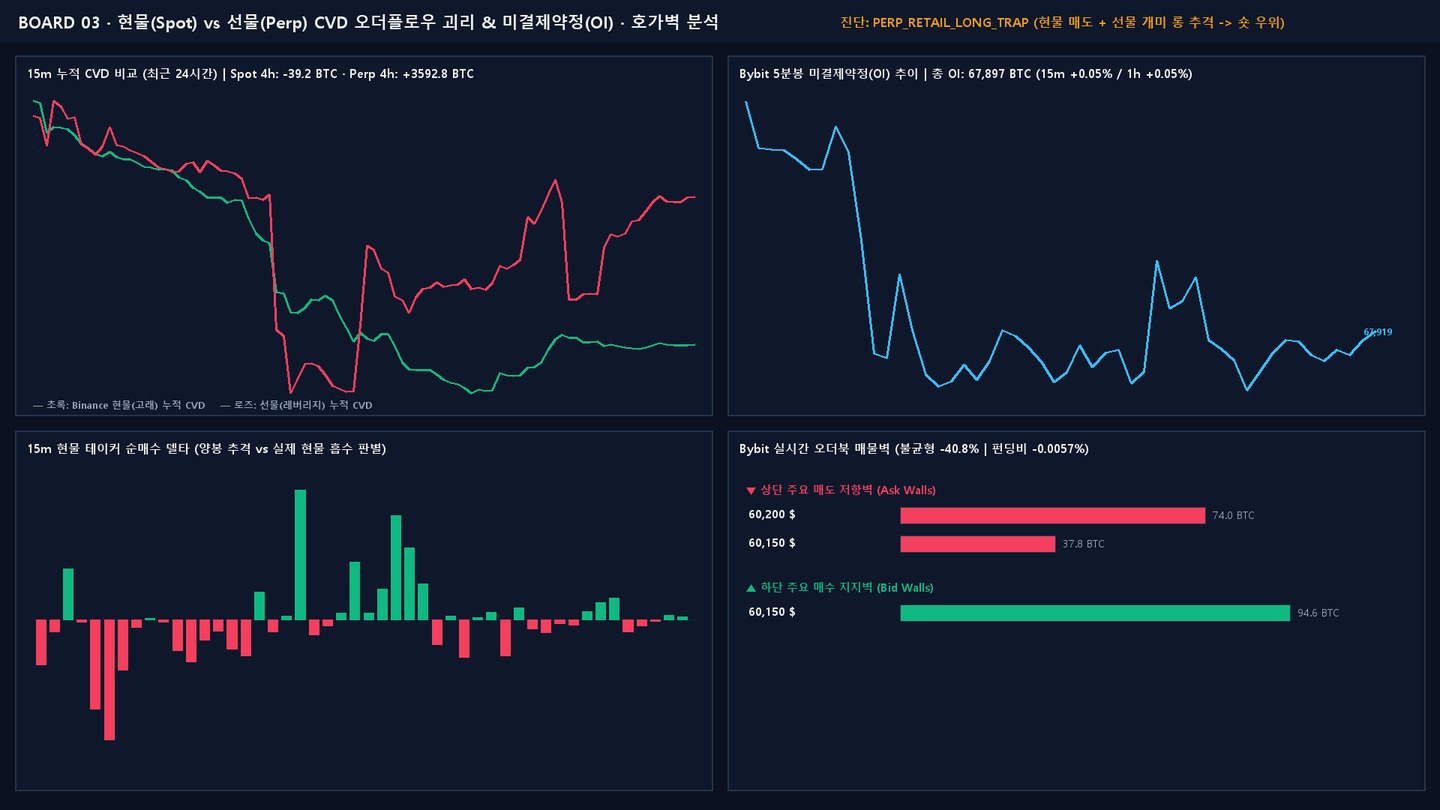 BOARD 03 · 현물(Spot) vs 선물(Perp) CVD 오더플로우 괴리 & 미결제약정(OI) · 호가벽 분석
진단: PERP_RETAIL_LONG_TRAP (현물 매도 + 선물 개미 롱 추격 -> 숏 우위)
15m 누적 CVD 비교 (최근 24시간) | Spot 4h: -39.2 BTC · Perp 4h: +3592.8 BTC
— 초록: Binance 현물(고래) 누적 CVD — 로즈: 선물(레버리지) 누적 CVD
Bybit 5분봉 미결제약정(OI) 추이 | 총 OI: 67,897 BTC (15m +0.05% / 1h +0.05%)
67,919
15m 현물 테이커 순매수 델타 (양봉 추격 vs 실제 현물 흡수 판별)
Bybit 실시간 오더북 매물벽 (불균형 -40.8% | 펀딩비 -0.0057%)
▼ 상단 주요 매도 저항벽 (Ask Walls)
60,200 $ 74.0 BTC
60,150 $ 37.8 BTC
▲ 하단 주요 매수 지지벽 (Bid Walls)
60,150 $ 94.6 BTC